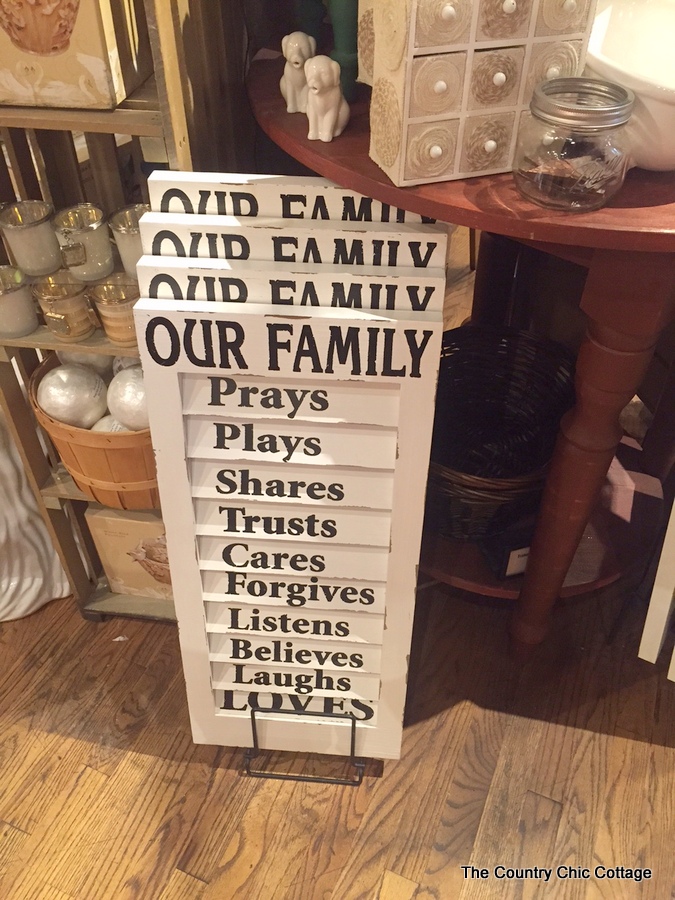 OUR FAMILY
OUR FAMILY
OUR FAMILY
OUR FAMILY
Prays
Plays
Shares
Trusts
Cares
Forgives
Listens
Believes
Laughs
LOVES
The Country Chic Cottage